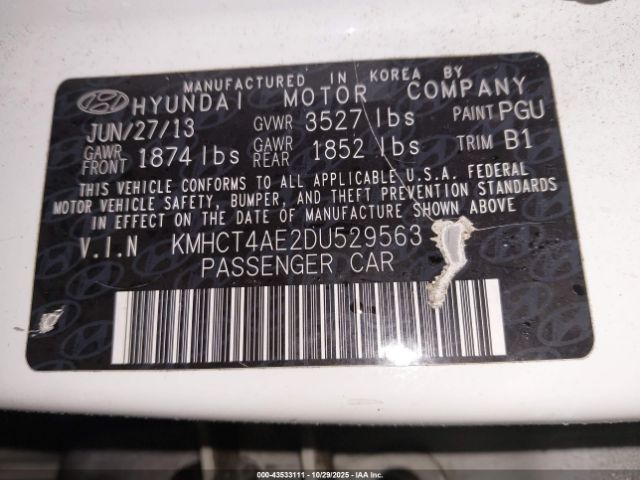 MANUFACTURED IN KOREA BY
HYUNDAI MOTOR COMPANY
JUN/27/13 GVWR 3527 lbs PAINT PGU
GAWR FRONT 1874 lbs GAWR REAR 1852 lbs TRIM B1
THIS VEHICLE CONFORMS TO ALL APPLICABLE U.S.A. FEDERAL
MOTOR VEHICLE SAFETY, BUMPER, AND THEFT PREVENTION STANDARDS
IN EFFECT ON THE DATE OF MANUFACTURE SHOWN ABOVE
V.I.N KMHCT4AE2DU529563
PASSENGER CAR
000-43533111 - 10/29/2025 - IAA Inc.